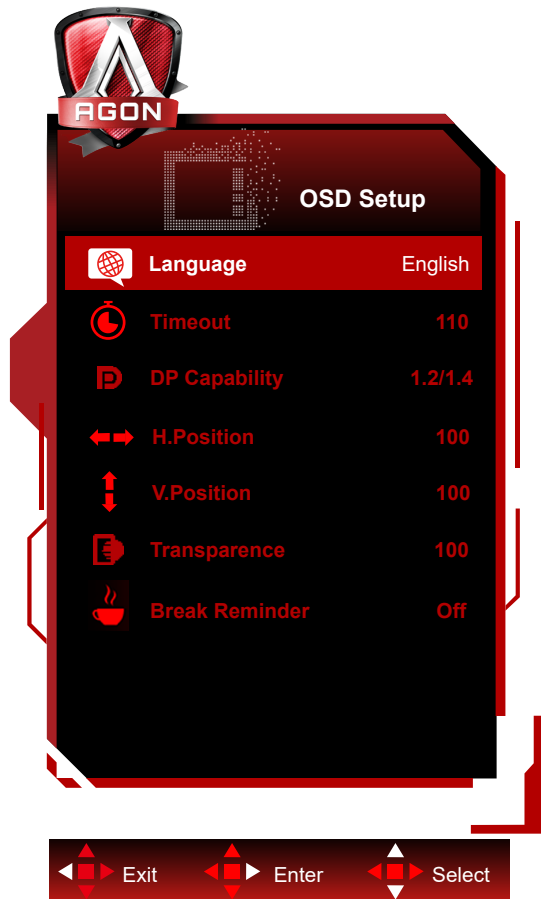 AGON
OSD Setup
Language English
Timeout 110
DP Capability 1.2/1.4
H.Position 100
V.Position 100
Transparence 100
Break Reminder Off
Exit Enter Select